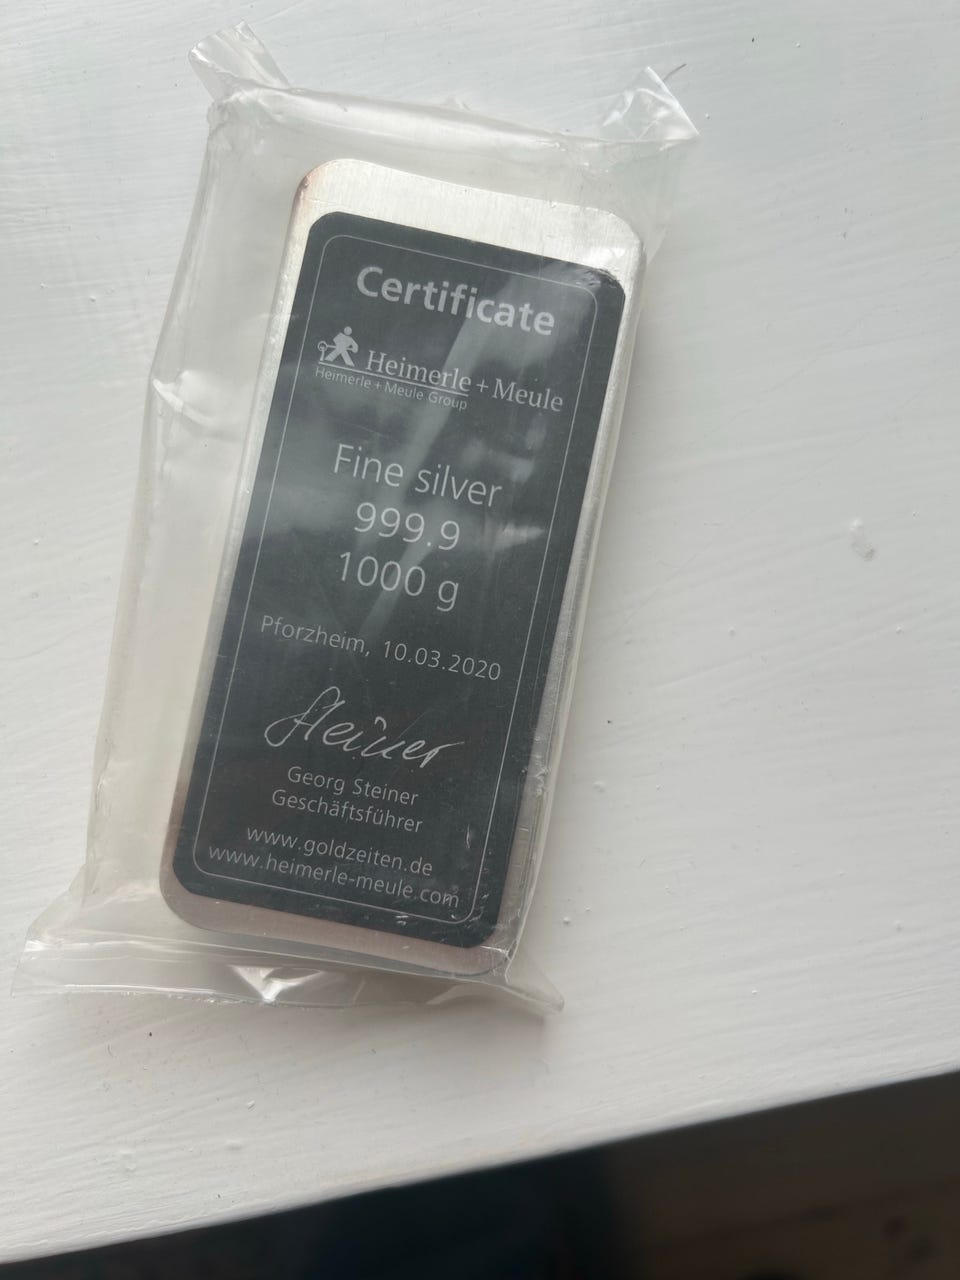 Certificate
Heimerle + Meule
Heimerle + Meule Group
Fine silver
999.9
1000 g
Pforzheim, 10.03.2020
Steiner
Georg Steiner
Geschäftsführer
www.goldzeiten.de
www.heimerle-meule.com